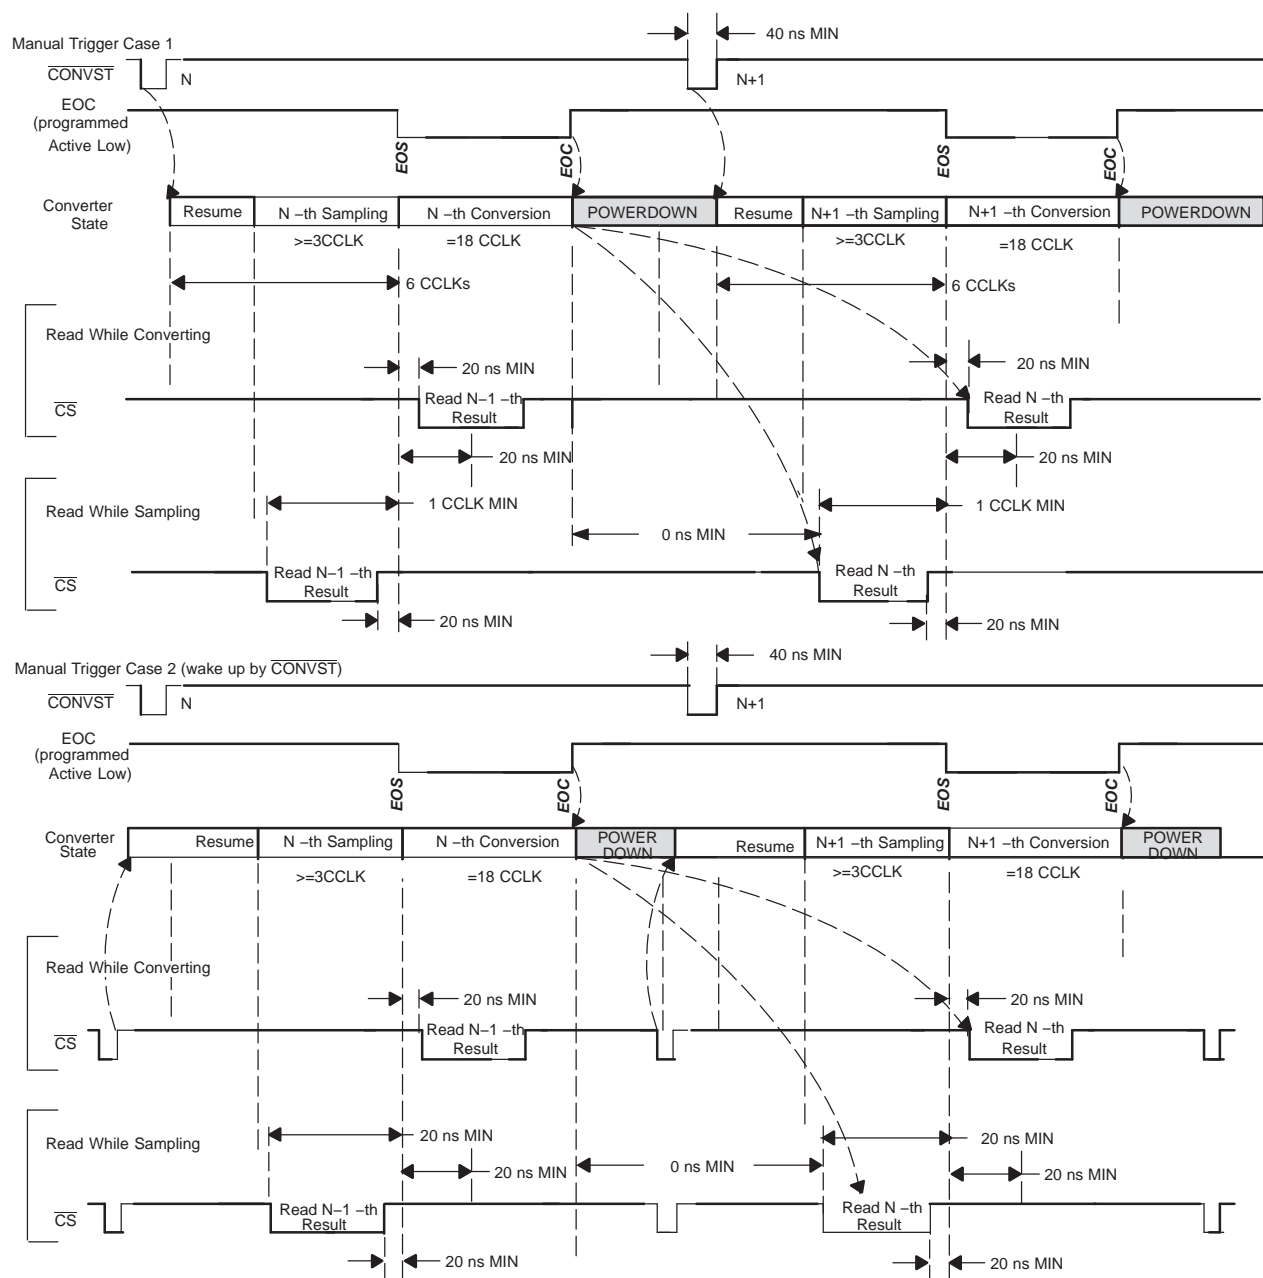 40 ns MIN
Manual Trigger Case 1
CONVST
N
N+1
EOC
(programmed
Active Low)
EOS
EOC
EOS
EOC
Converter
State
Resume
N −th Sampling
N −th Conversion
POWERDOWN
Resume
N+1 −th Sampling
N+1 −th Conversion
POWERDOWN
>=3CCLK
=18 CCLK
>=3CCLK
=18 CCLK
6 CCLKs
6 CCLKs
Read While Converting
20 ns MIN
20 ns MIN
CS
Read N−1 −th
Result
Read N −th
Result
20 ns MIN
20 ns MIN
Read While Sampling
1 CCLK MIN
1 CCLK MIN
0 ns MIN
CS
Read N−1 −th
Result
Read N −th
Result
20 ns MIN
20 ns MIN
40 ns MIN
Manual Trigger Case 2 (wake up by CONVST)
CONVST
N
N+1
EOC
(programmed
Active Low)
EOS
EOC
EOS
EOC
Converter
State
Resume
N −th Sampling
N −th Conversion
POWER
DOWN
Resume
N+1 −th Sampling
N+1 −th Conversion
POWER
DOWN
>=3CCLK
=18 CCLK
>=3CCLK
=18 CCLK
Read While Converting
20 ns MIN
20 ns MIN
CS
Read N−1 −th
Result
Read N −th
Result
Read While Sampling
20 ns MIN
20 ns MIN
20 ns MIN
0 ns MIN
20 ns MIN
CS
Read N−1 −th
Result
Read N −th
Result
20 ns MIN
20 ns MIN